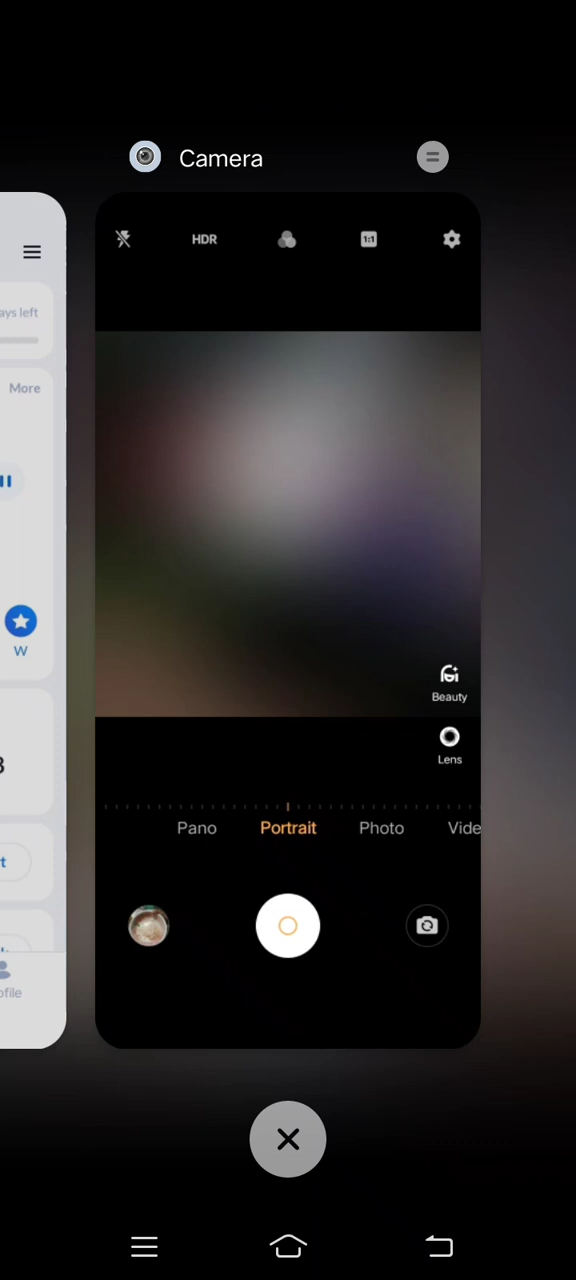 Camera
HDR
1:1
ays left
More
W
Beauty
Lens
Pano Portrait Photo Vide
ofile